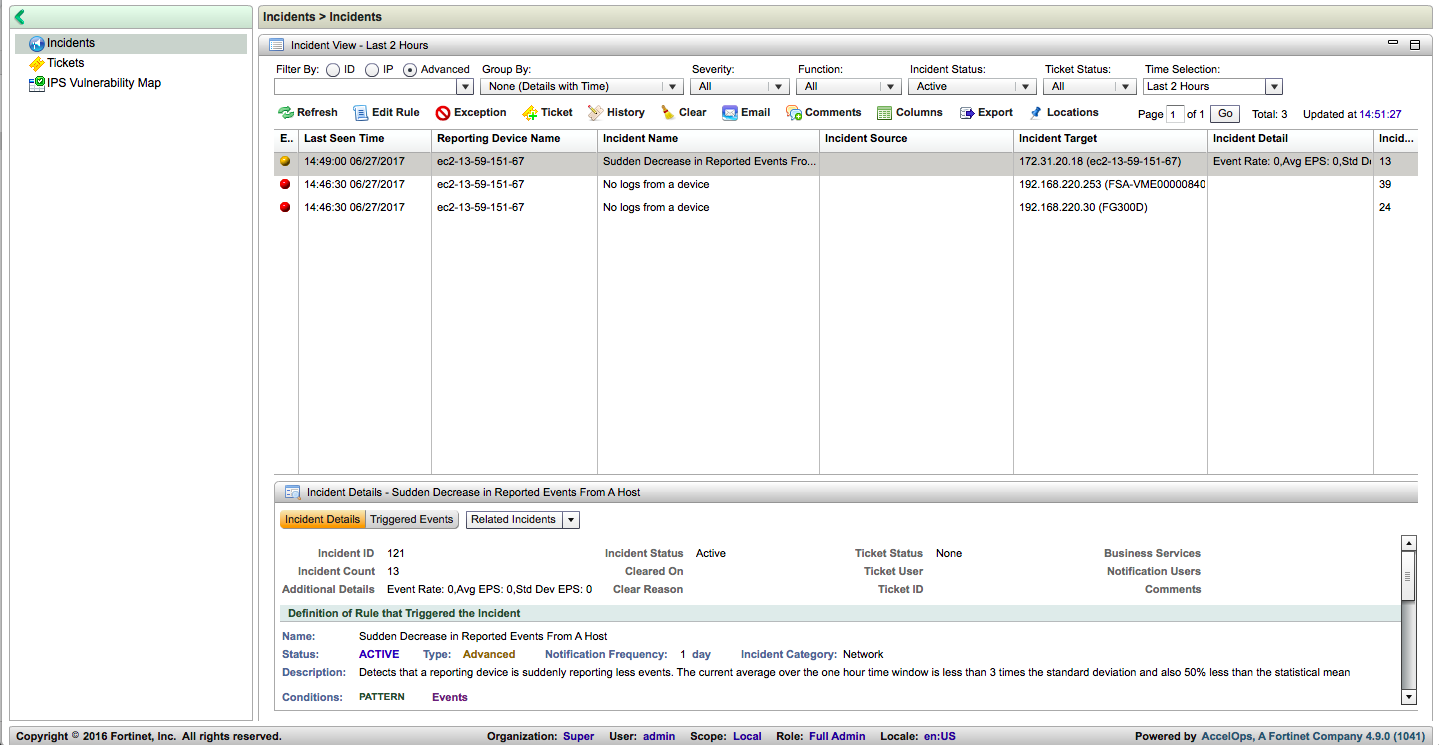 Incidents
Tickets
IPS Vulnerability Map
Incidents > Incidents
Incident View - Last 2 Hours
Filter By: ID IP Advanced Group By: Severity: Function: Incident Status: Ticket Status: Time Selection:
None (Details with Time) All All Active All Last 2 Hours
Refresh Edit Rule Exception Ticket History Clear Email Comments Columns Export Locations Page 1 of 1 Go Total: 3 Updated at 14:51:27
E.. Last Seen Time Reporting Device Name Incident Name Incident Source Incident Target Incident Detail Incid...
14:49:00 06/27/2017 ec2-13-59-151-67 Sudden Decrease in Reported Events Fro... 172.31.20.18 (ec2-13-59-151-67) Event Rate: 0,Avg EPS: 0,Std D 13
14:46:30 06/27/2017 ec2-13-59-151-67 No logs from a device 192.168.220.253 (FSA-VME00000840 39
14:46:30 06/27/2017 ec2-13-59-151-67 No logs from a device 192.168.220.30 (FG300D) 24
Incident Details - Sudden Decrease in Reported Events From A Host
Incident Details Triggered Events Related Incidents
Incident ID 121 Incident Status Active Ticket Status None Business Services
Incident Count 13 Cleared On Ticket User Notification Users
Additional Details Event Rate: 0,Avg EPS: 0,Std Dev EPS: 0 Clear Reason Ticket ID Comments
Definition of Rule that Triggered the Incident
Name: Sudden Decrease in Reported Events From A Host
Status: ACTIVE Type: Advanced Notification Frequency: 1 day Incident Category: Network
Description: Detects that a reporting device is suddenly reporting less events. The current average over the one hour time window is less than 3 times the standard deviation and also 50% less than the statistical mean
Conditions: PATTERN Events
Copyright © 2016 Fortinet, Inc. All rights reserved. Organization: Super User: admin Scope: Local Role: Full Admin Locale: en:US Powered by AccelOps, A Fortinet Company 4.9.0 (1041)